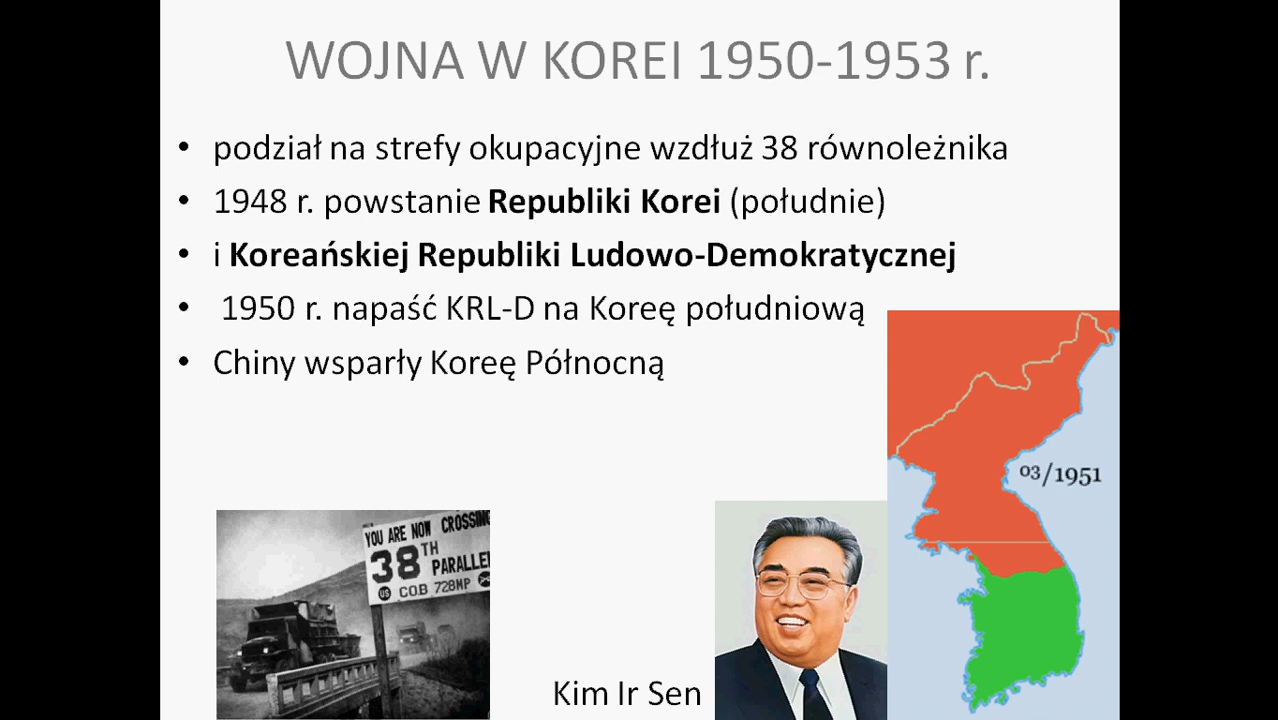 WOJNA W KOREI 1950-1953 r.
• podział na strefy okupacyjne wzdłuż 38 równoleżnika
• 1948 r. powstanie Republiki Korei (południe)
• i Koreańskiej Republiki Ludowo-Demokratycznej
• 1950 r. napaść KRL-D na Koreę południową
• Chiny wsparły Koreę Północną
03/1951
YOU ARE NOW CROSSING
38TH
PARALLEL
US COB 728MP
Kim Ir Sen